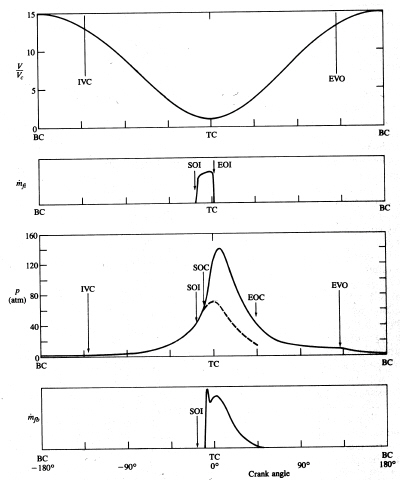 15
10
V
V_c
5
0
IVC
EVO
BC
TC
BC
SOI
EOI
ṁ_fi
BC
TC
BC
160
120
p
(atm)
80
40
0
IVC
SOI
SOC
EOC
EVO
BC
TC
BC
ṁ_fb
SOI
BC
TC
BC
−180°
−90°
0°
90°
180°
Crank angle